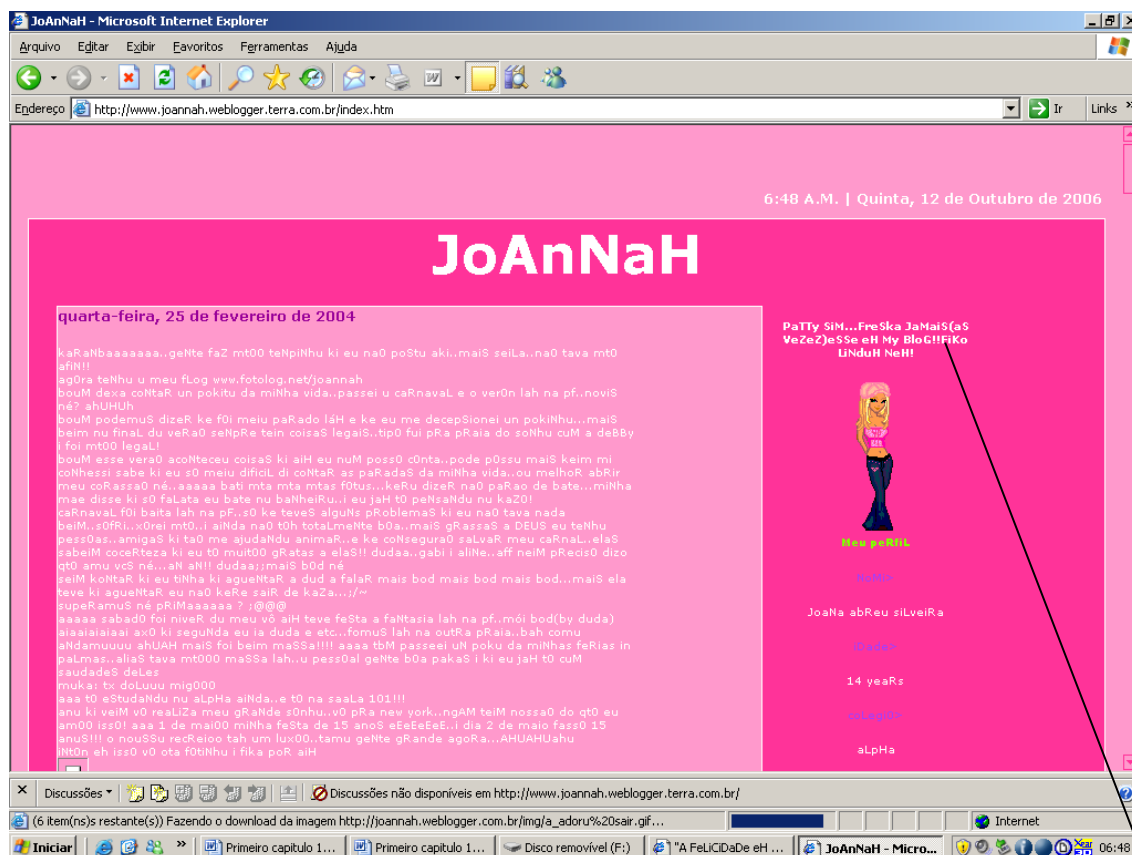 JoAnNaH - Microsoft Internet Explorer
Arquivo Editar Exibir Favoritos Ferramentas Ajuda
Endereço http://www.joannah.weblogger.terra.com.br/index.htm Ir Links »
6:48 A.M. | Quinta, 12 de Outubro de 2006
JoAnNaH
quarta-feira, 25 de fevereiro de 2004
kaRaNbaaaaaaa..geNte faZ mt00 teNpiNhu ki eu na0 poStu aki..maiS seiLa..na0 tava mt0
afiN!!
ag0ra teNhu u meu fLog www.fotolog.net/joannah
bouM dexa coNtaR un pokitu da miNha vida..passei u caRnavaL e o ver0n lah na pf..noviS
né? ahUHUh
bouM podemuS dizeR ke f0i meiu paRado láH e ke eu me decepSionei un pokiNhu...maiS
beim nu finaL du veRa0 seNpRe tein coisaS legaiS..tip0 fui pRa pRaia do soNhu cuM a deBBy
i foi mt00 legaL!
bouM esse vera0 acoNteceu coisaS ki aiH eu nuM poss0 c0nta..pode p0ssu maiS keim mi
coNhessi sabe ki eu s0 meiu dificiL di coNtaR as paRadaS da miNha vida..ou melhoR abRir
meu coRassa0 né..aaaaa bati mta mta mtas f0tus...keRu dizeR na0 paRao de bate...miNha
mae disse ki s0 faLata eu bate nu baNheiRu..i eu jaH t0 peNsaNdu nu kaZ0!
caRnavaL f0i baita lah na pF..s0 ke teveS alguNs pRoblemaS ki eu na0 tava nada
beiM..s0fRi..x0rei mt0..i aiNda na0 t0h totaLmeNte b0a..maiS gRassaS a DEUS eu teNhu
pess0as..amigaS ki ta0 me ajudaNdu animaR..e ke coNsegura0 saLvaR meu caRnaL..elaS
sabeiM coceRteza ki eu t0 muit00 gRatas a elaS!! dudaa..gabi i aliNe..aff neiM pRecis0 diz0
qt0 amu vcS né...aN aN!! dudaa;;maiS b0d né
seiM koNtaR ki eu tiNha ki agueNtaR a dud a falaR mais bod mais bod mais bod...maiS ela
teve ki agueNtaR eu na0 keRe saiR de kaZa...;/~
supeRamuS né pRiMaaaaaa ? ;@@@
aaaaa sabad0 foi niveR du meu vô aiH teve feSta a faNtasia lah na pf..mói bod(by duda)
aiaaiaiaiaai ax0 ki seguNda eu ia duda e etc...fomuS lah na outRa pRaia..bah comu
aNdamuuuu ahUAH maiS foi beim maSSa!!!! aaaa tbM passeei uN poku da miNhas feRias in
paLmas..aliaS tava mt000 maSSa lah..u pess0al geNte b0a pakaS i ki eu jaH t0 cuM
saudadeS deLes
muka: tx doLuuu mig000
aaa t0 eStudaNdu nu aLpHa aiNda..e t0 na saaLa 101!!!
anu ki veiM v0 reaLiZa meu gRaNde s0nhu..v0 pRa new york..ngAM teiM nossa0 do qt0 eu
am00 iss0! aaa 1 de mai00 miNha feSta de 15 anoS eEeEeEeE..i dia 2 de maio fass0 15
anuS!!! o nouSSu recReioo tah um lux00..tamu geNte gRande agoRa...AHUAHUahu
iNt0n eh iss0 v0 ota f0tiNhu i fika poR aiH
PaTTy SiM...FreSka JaMaiS(aS
VeZeZ)eSSe eH My BloG!!FiKo
LiNduH NeH!
Meu peRfiL
NoMi>
JoaNa abReu siLveiRa
iDade>
14 yeaRs
coLegi0>
aLpHa
Discussões Discussões não disponíveis em http://www.joannah.weblogger.terra.com.br/
(6 item(ns)s restante(s)) Fazendo o download da imagem http://joannah.weblogger.com.br/img/a_adoru%20sair.gif... Internet
Iniciar » Primeiro capitulo 1... Primeiro capitulo 1... Disco removível (F:) "A FeLiCiDaDe eH ... JoAnNaH - Micro... 06:48